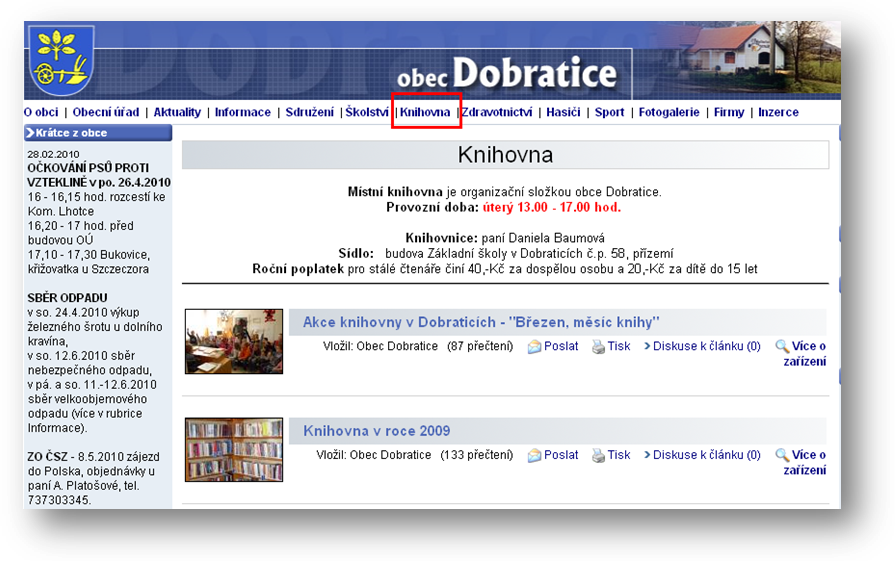 obec Dobratice
O obci | Obecní úřad | Aktuality | Informace | Sdružení | Školství | Knihovna | Zdravotnictví | Hasiči | Sport | Fotogalerie | Firmy | Inzerce
Krátce z obce
28.02.2010
OČKOVÁNÍ PSŮ PROTI
VZTEKLINĚ v po. 26.4.2010
16 - 16,15 hod. rozcestí ke
Kom. Lhotce
16,20 - 17 hod. před
budovou OÚ
17,10 - 17,30 Bukovice,
křižovatka u Szczeczora
SBĚR ODPADU
v so. 24.4.2010 výkup
železného šrotu u dolního
kravína,
v so. 12.6.2010 sběr
nebezpečného odpadu,
v pá. a so. 11.-12.6.2010
sběr velkoobjemového
odpadu (více v rubrice
Informace).
ZO ČSZ - 8.5.2010 zájezd
do Polska, objednávky u
paní A. Platošové, tel.
737303345.
Knihovna
Místní knihovna je organizační složkou obce Dobratice.
Provozní doba: úterý 13.00 - 17.00 hod.
Knihovnice: paní Daniela Baumová
Sídlo: budova Základní školy v Dobraticích č.p. 58, přízemí
Roční poplatek pro stálé čtenáře činí 40,-Kč za dospělou osobu a 20,-Kč za dítě do 15 let
Akce knihovny v Dobraticích - "Březen, měsíc knihy"
Vložil: Obec Dobratice (87 přečtení) Poslat Tisk Diskuse k článku (0) Více o
zařízení
Knihovna v roce 2009
Vložil: Obec Dobratice (133 přečtení) Poslat Tisk Diskuse k článku (0) Více o
zařízení